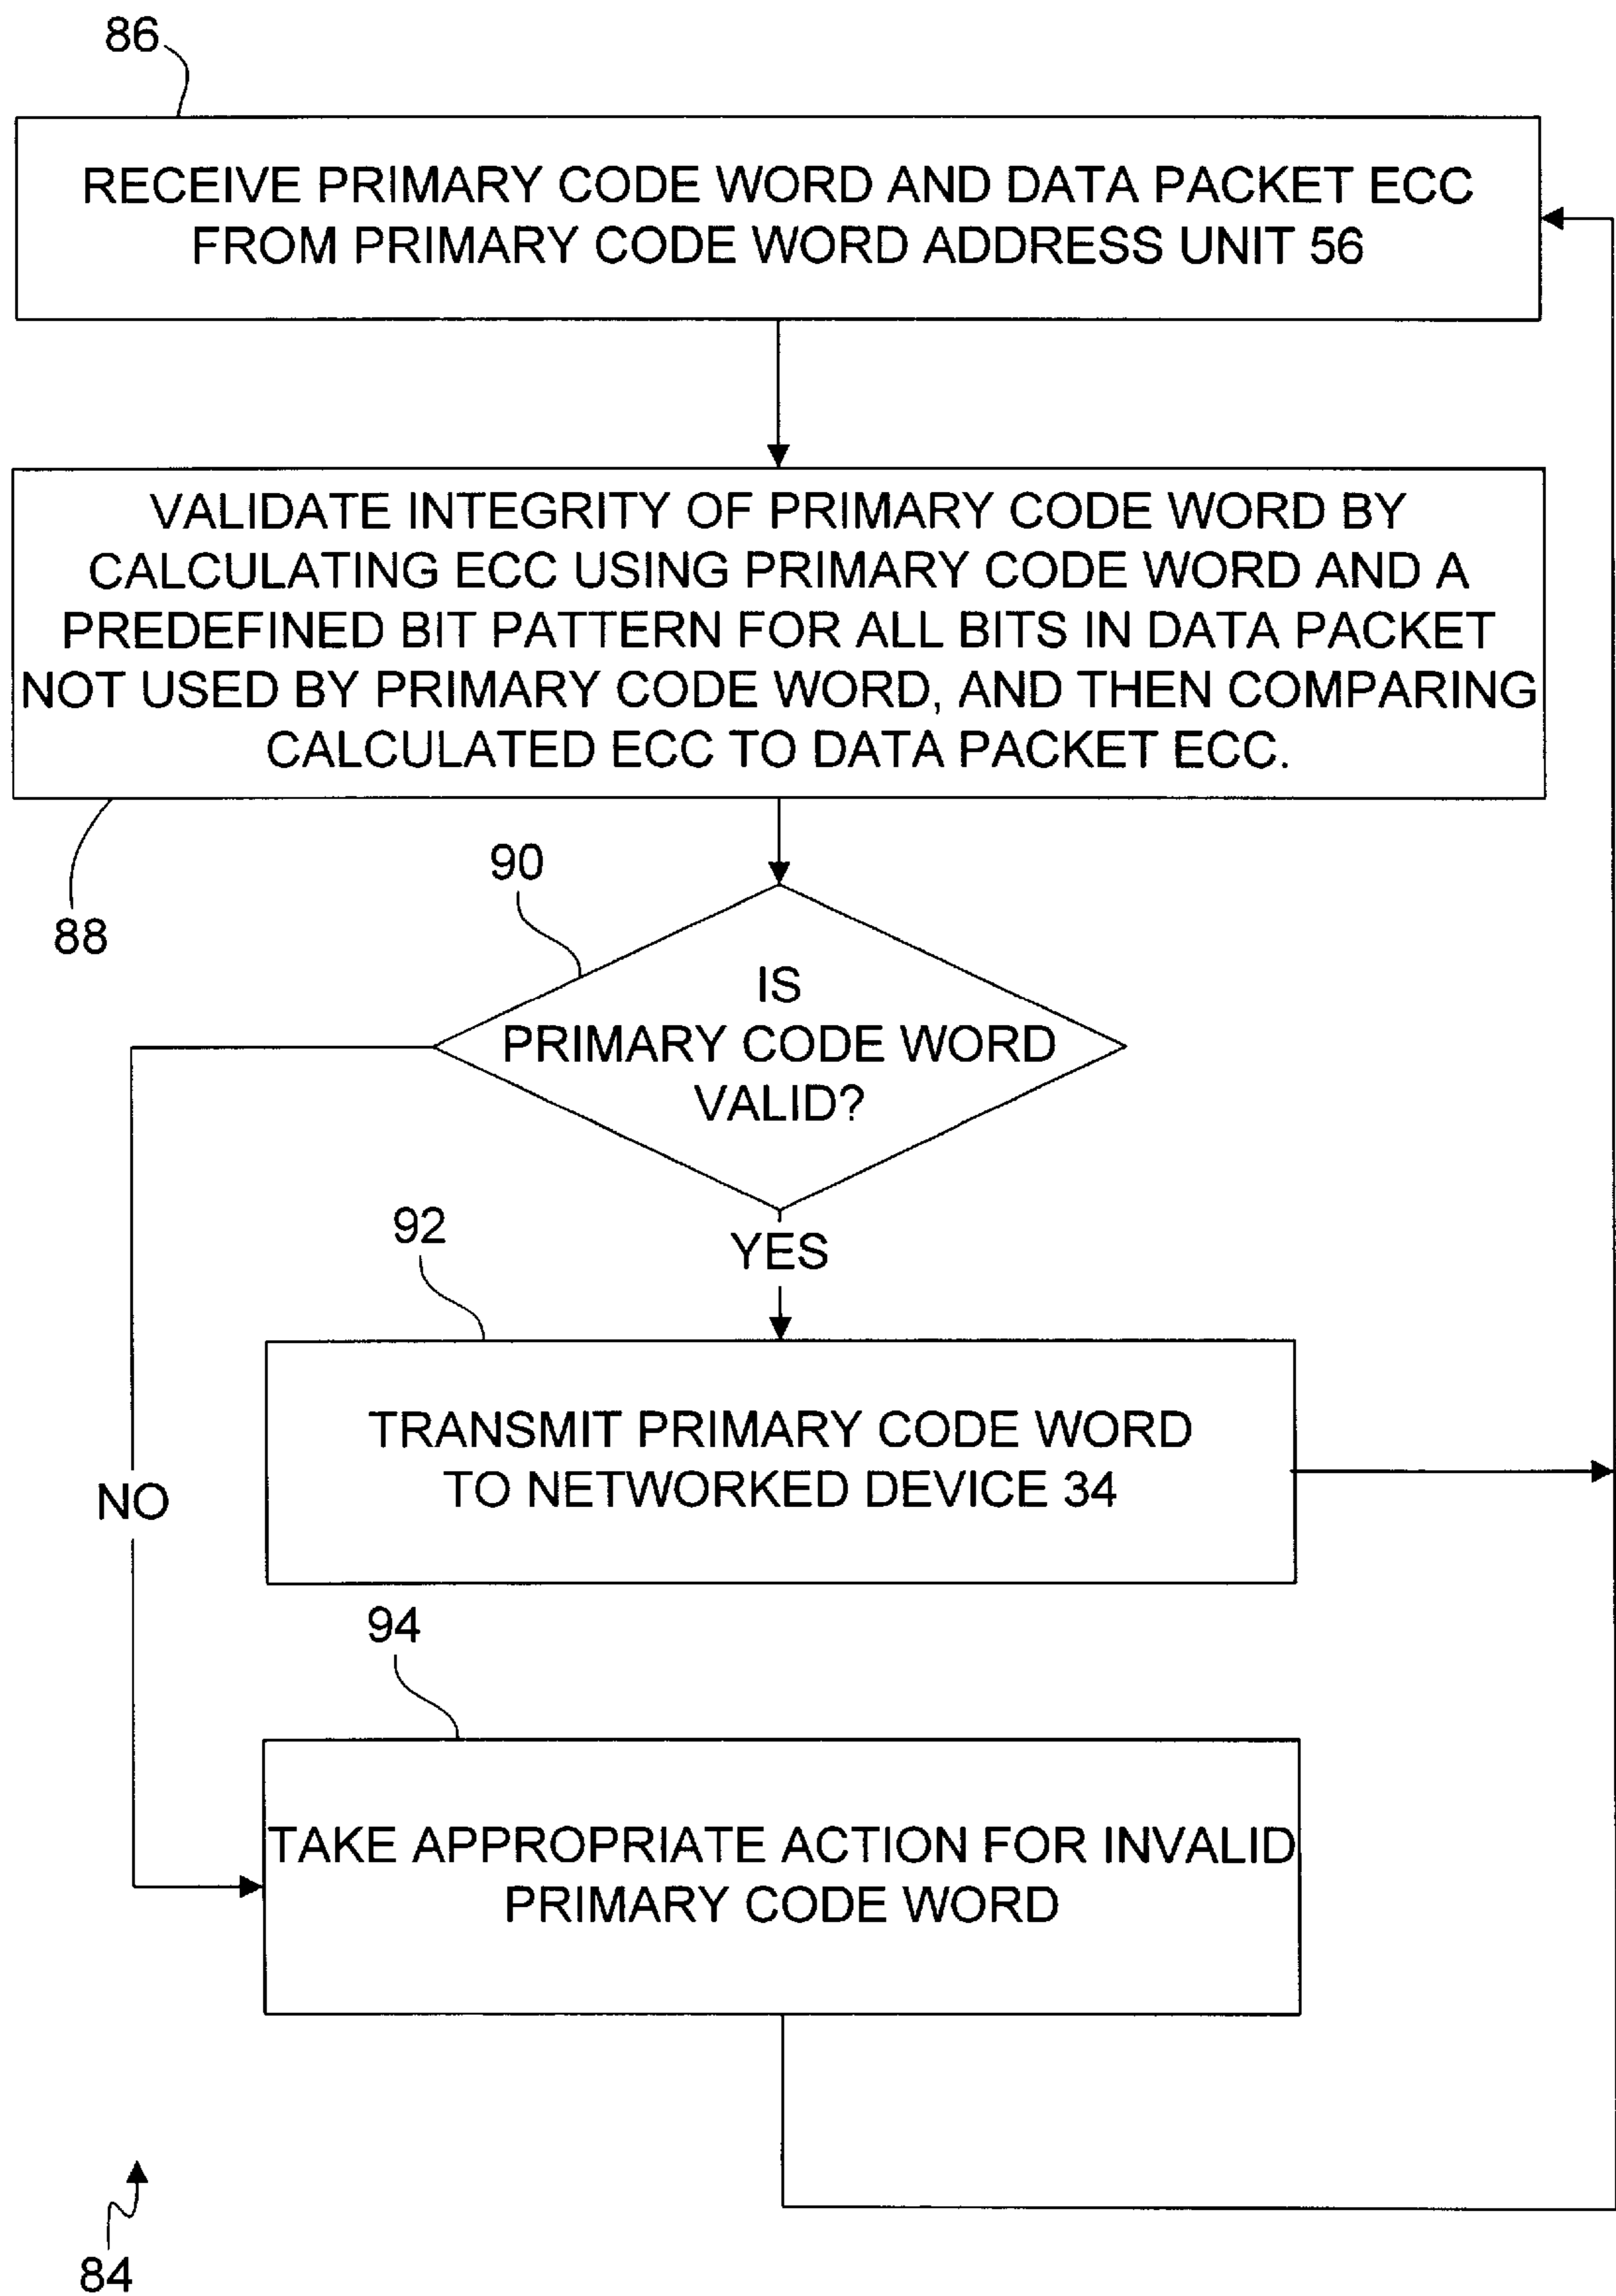 86
RECEIVE PRIMARY CODE WORD AND DATA PACKET ECC
FROM PRIMARY CODE WORD ADDRESS UNIT 56
VALIDATE INTEGRITY OF PRIMARY CODE WORD BY
CALCULATING ECC USING PRIMARY CODE WORD AND A
PREDEFINED BIT PATTERN FOR ALL BITS IN DATA PACKET
NOT USED BY PRIMARY CODE WORD, AND THEN COMPARING
CALCULATED ECC TO DATA PACKET ECC.
88
90
IS
PRIMARY CODE WORD
VALID?
92
YES
TRANSMIT PRIMARY CODE WORD
TO NETWORKED DEVICE 34
NO
94
TAKE APPROPRIATE ACTION FOR INVALID
PRIMARY CODE WORD
84